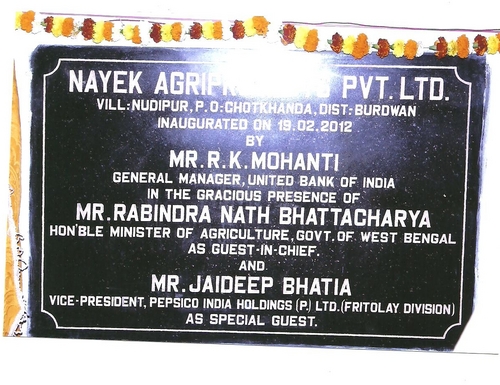 NAYEK PVT. LTD.
VILL: NUDIPUR, P.O: CHOTKHANDA, DIST: BURDWAN
INAUGURATED ON 19.02.2012
BY
MR. R.K. MOHANTI
GENERAL MANAGER, UNITED BANK OF INDIA
IN THE GRACIOUS PRESENCE OF
MR. RABINDRA NATH BHATTACHARYA
HON'BLE MINISTER OF AGRICULTURE, GOVT. OF WEST BENGAL
AS GUEST-IN-CHIEF.
AND
MR. JAIDEEP BHATIA
VICE-PRESIDENT, PEPSICO INDIA HOLDINGS (P.) LTD. (FRITOLAY DIVISION)
AS SPECIAL GUEST.